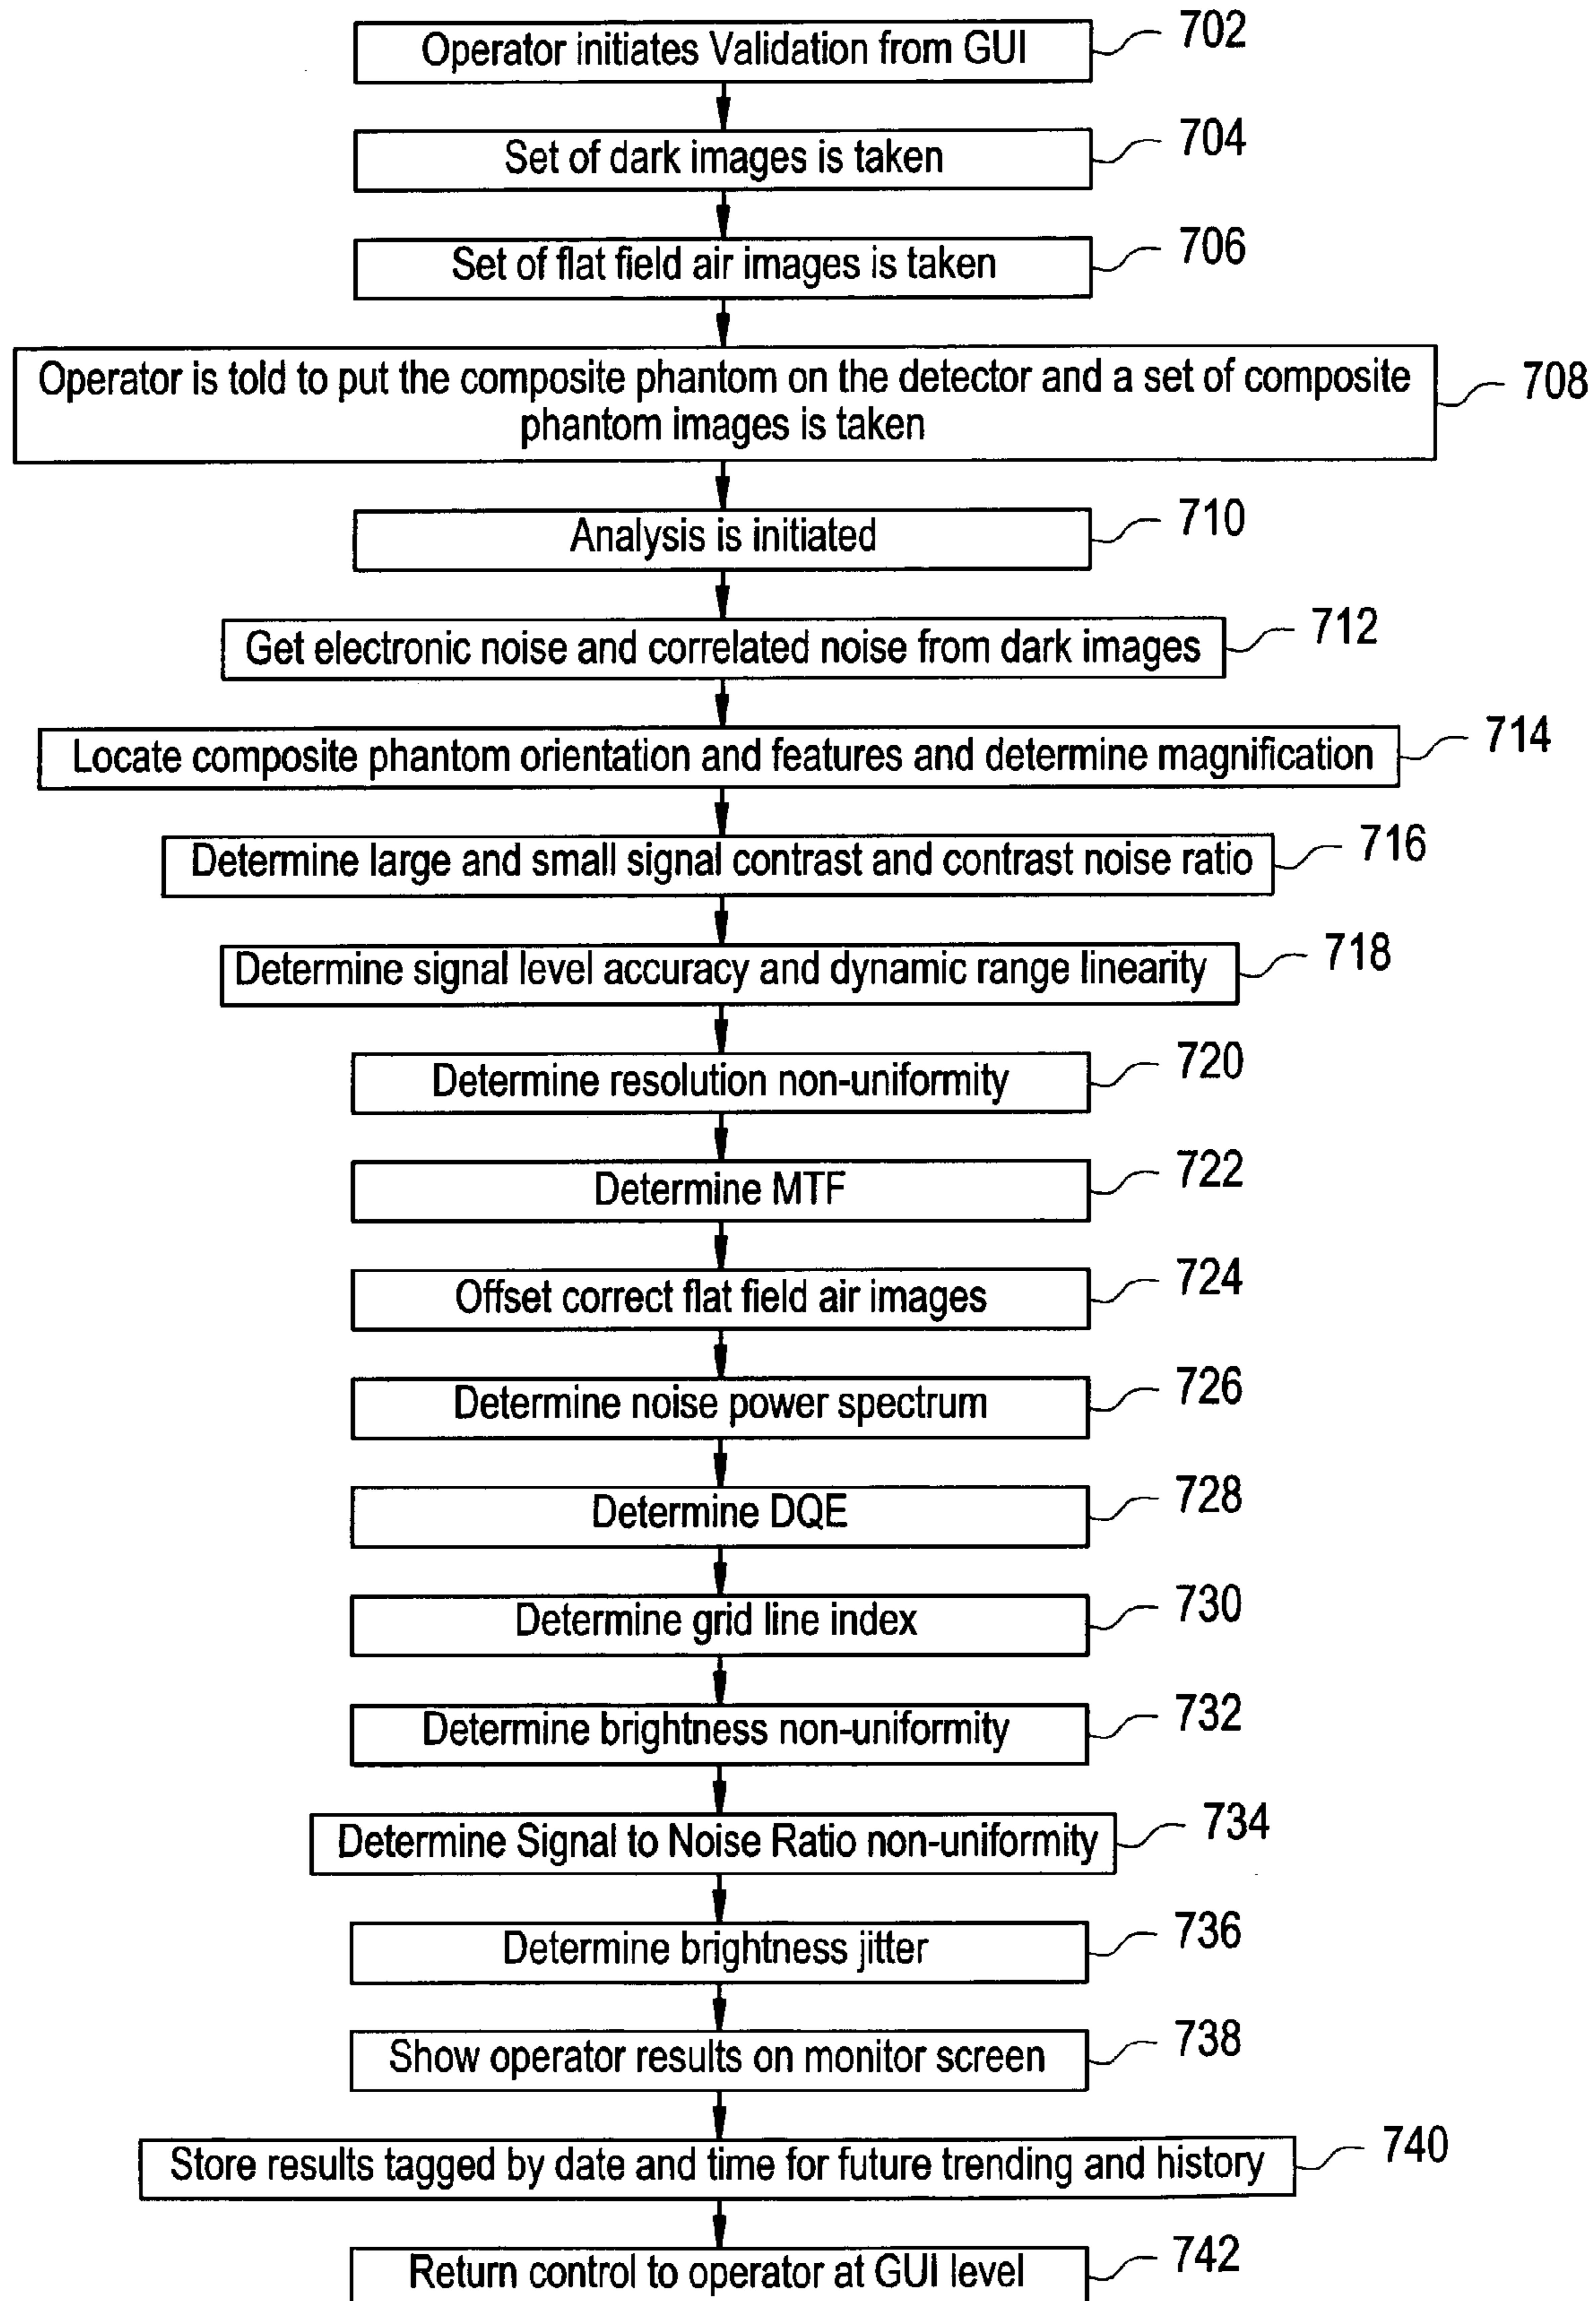 Operator initiates Validation from GUI
702
Set of dark images is taken
704
Set of flat field air images is taken
706
Operator is told to put the composite phantom on the detector and a set of composite
phantom images is taken
708
Analysis is initiated
710
Get electronic noise and correlated noise from dark images
712
Locate composite phantom orientation and features and determine magnification
714
Determine large and small signal contrast and contrast noise ratio
716
Determine signal level accuracy and dynamic range linearity
718
Determine resolution non-uniformity
720
Determine MTF
722
Offset correct flat field air images
724
Determine noise power spectrum
726
Determine DQE
728
Determine grid line index
730
Determine brightness non-uniformity
732
Determine Signal to Noise Ratio non-uniformity
734
Determine brightness jitter
736
Show operator results on monitor screen
738
Store results tagged by date and time for future trending and history
740
Return control to operator at GUI level
742